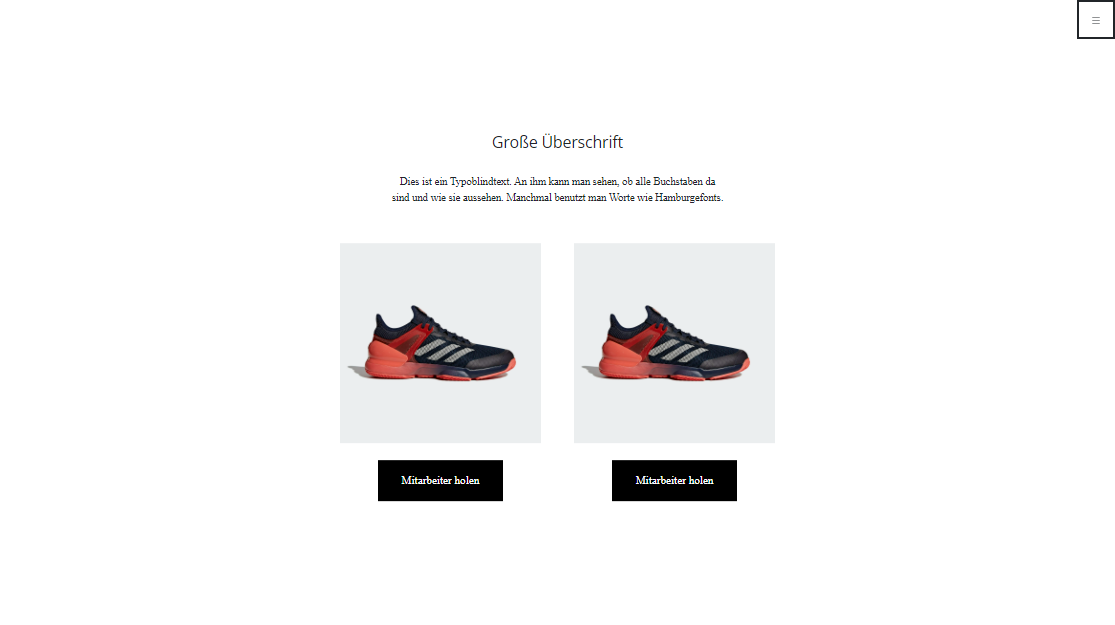 Große Überschrift
Dies ist ein Typoblindtext. An ihm kann man sehen, ob alle Buchstaben da
sind und wie sie aussehen. Manchmal benutzt man Worte wie Hamburgefonts.
Mitarbeiter holen
Mitarbeiter holen